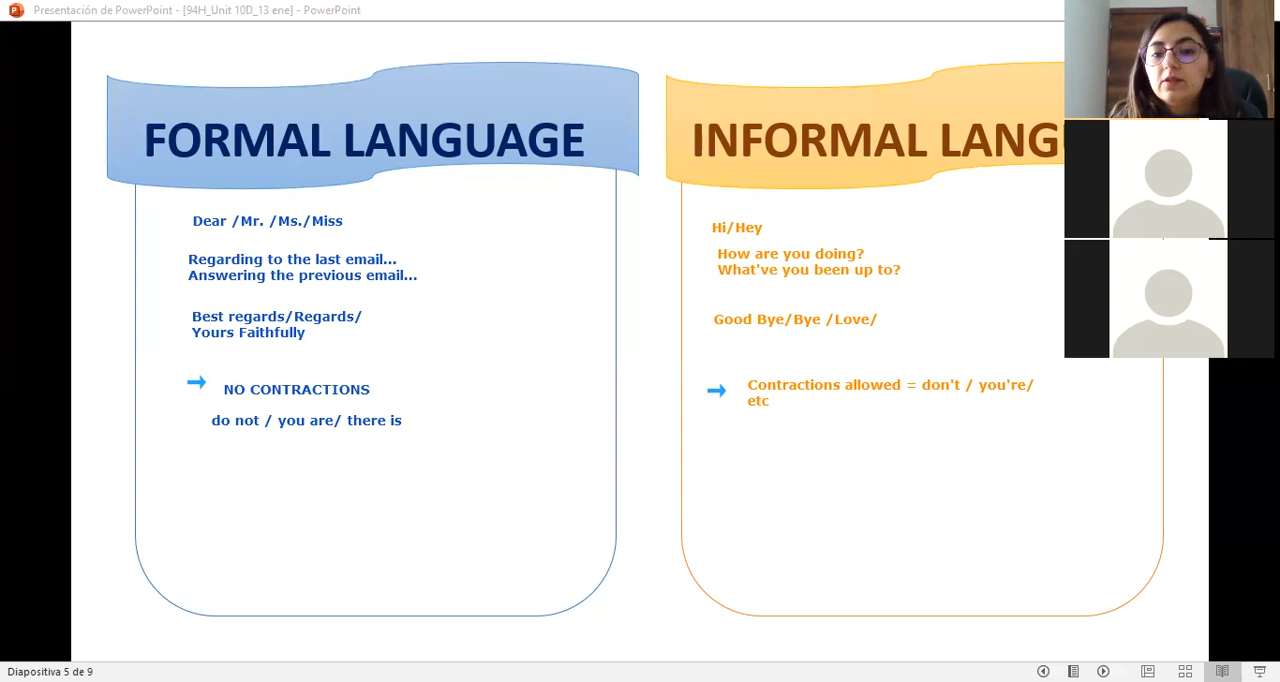 Presentación de PowerPoint - [94H_Unit 10D_13 ene] - PowerPoint
FORMAL LANGUAGE
Dear /Mr. /Ms./Miss
Regarding to the last email...
Answering the previous email...
Best regards/Regards/
Yours Faithfully
NO CONTRACTIONS
do not / you are/ there is
INFORMAL LANG
Hi/Hey
How are you doing?
What've you been up to?
Good Bye/Bye /Love/
Contractions allowed = don't / you're/
etc
Diapositiva 5 de 9